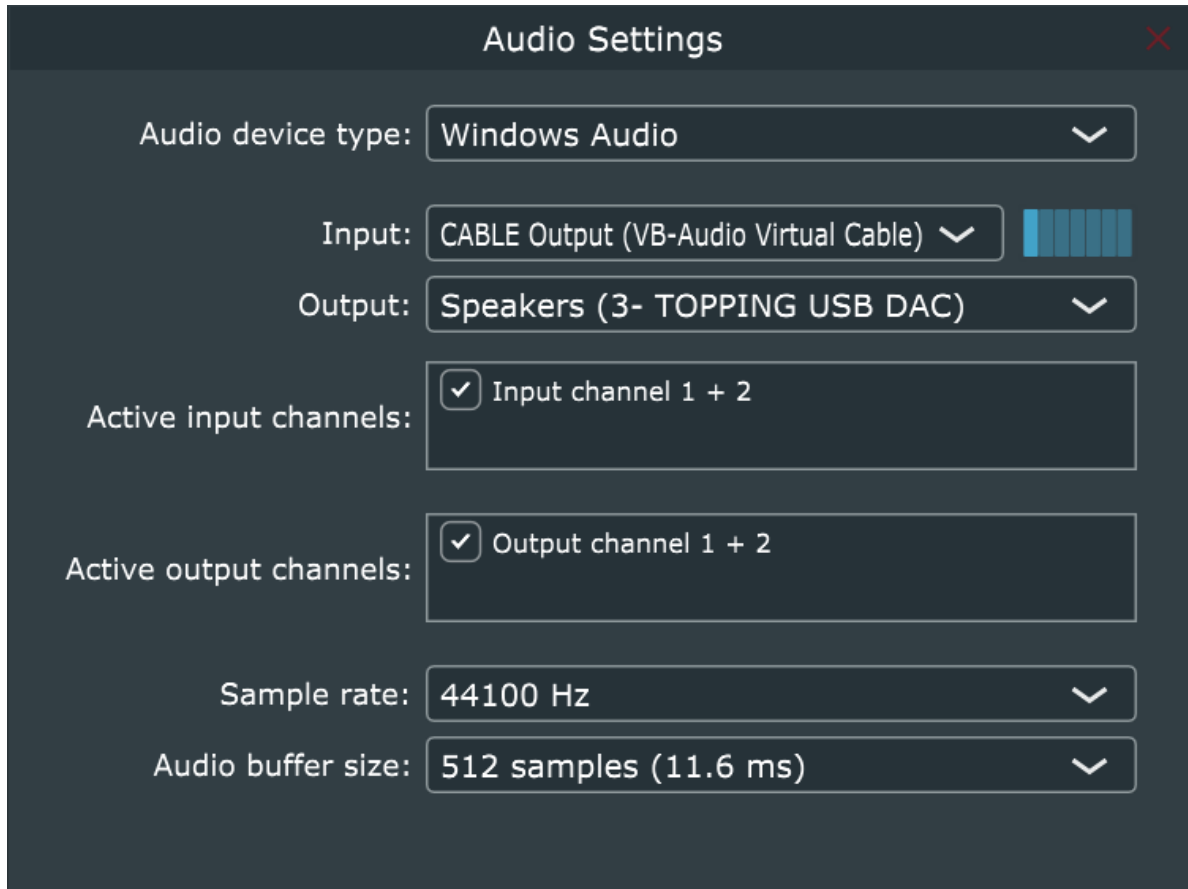 Audio Settings
Audio device type: Windows Audio
Input: CABLE Output (VB-Audio Virtual Cable)
Output: Speakers (3- TOPPING USB DAC)
Active input channels: Input channel 1 + 2
Active output channels: Output channel 1 + 2
Sample rate: 44100 Hz
Audio buffer size: 512 samples (11.6 ms)